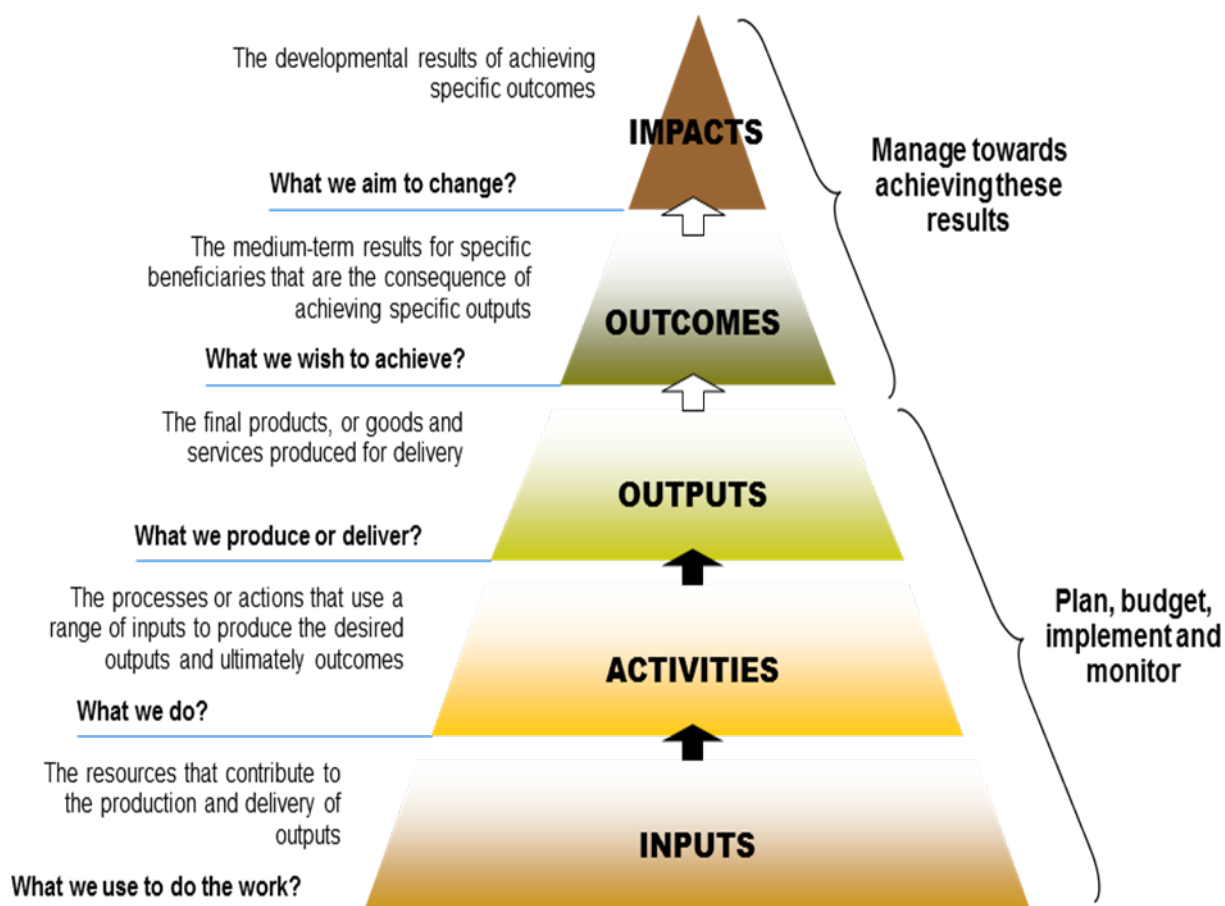 The developmental results of achieving
specific outcomes
IMPACTS
What we aim to change?
Manage towards
achieving these
results
The medium-term results for specific
beneficiaries that are the consequence of
achieving specific outputs
OUTCOMES
What we wish to achieve?
The final products, or goods and
services produced for delivery
OUTPUTS
What we produce or deliver?
The processes or actions that use a
range of inputs to produce the desired
outputs and ultimately outcomes
ACTIVITIES
What we do?
Plan, budget,
implement and
monitor
The resources that contribute to
the production and delivery of
outputs
INPUTS
What we use to do the work?